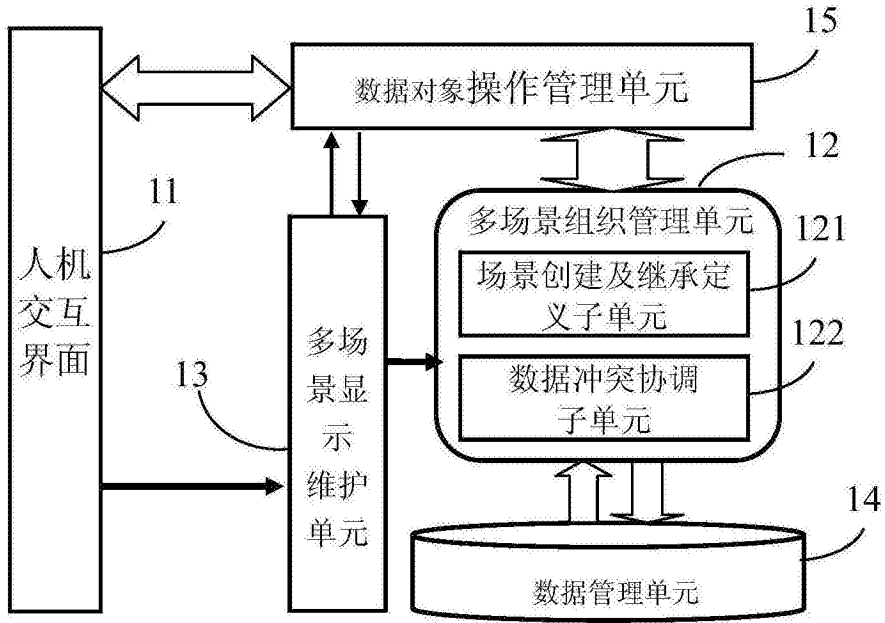 15
数据对象操作管理单元
12
11
多场景组织管理单元
121
人机
交互
界面
场景创建及继承定
义子单元
122
13
多场
景显
示
维护
单元
数据冲突协调
子单元
14
数据管理单元